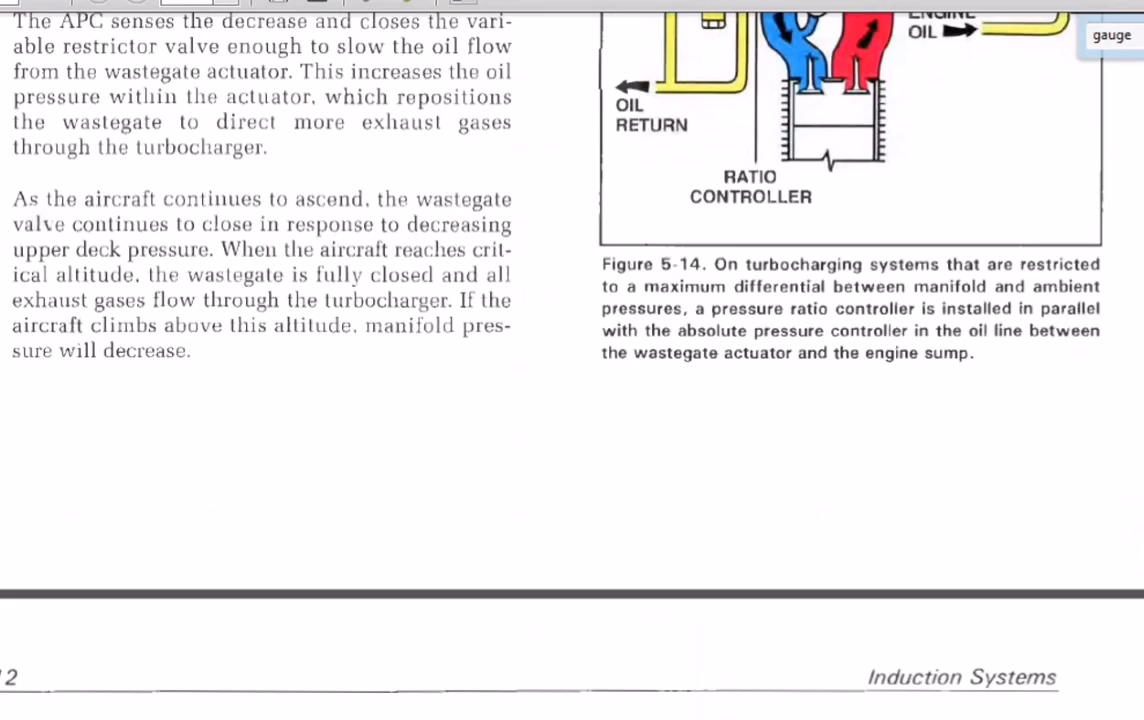 The APC senses the decrease and closes the vari-
able restrictor valve enough to slow the oil flow
from the wastegate actuator. This increases the oil
pressure within the actuator, which repositions
the wastegate to direct more exhaust gases
through the turbocharger.
As the aircraft continues to ascend, the wastegate
valve continues to close in response to decreasing
upper deck pressure. When the aircraft reaches crit-
ical altitude, the wastegate is fully closed and all
exhaust gases flow through the turbocharger. If the
aircraft climbs above this altitude, manifold pres-
sure will decrease.
ENGINE
OIL
gauge
OIL
RETURN
RATIO
CONTROLLER
Figure 5-14. On turbocharging systems that are restricted
to a maximum differential between manifold and ambient
pressures, a pressure ratio controller is installed in parallel
with the absolute pressure controller in the oil line between
the wastegate actuator and the engine sump.
2
Induction Systems